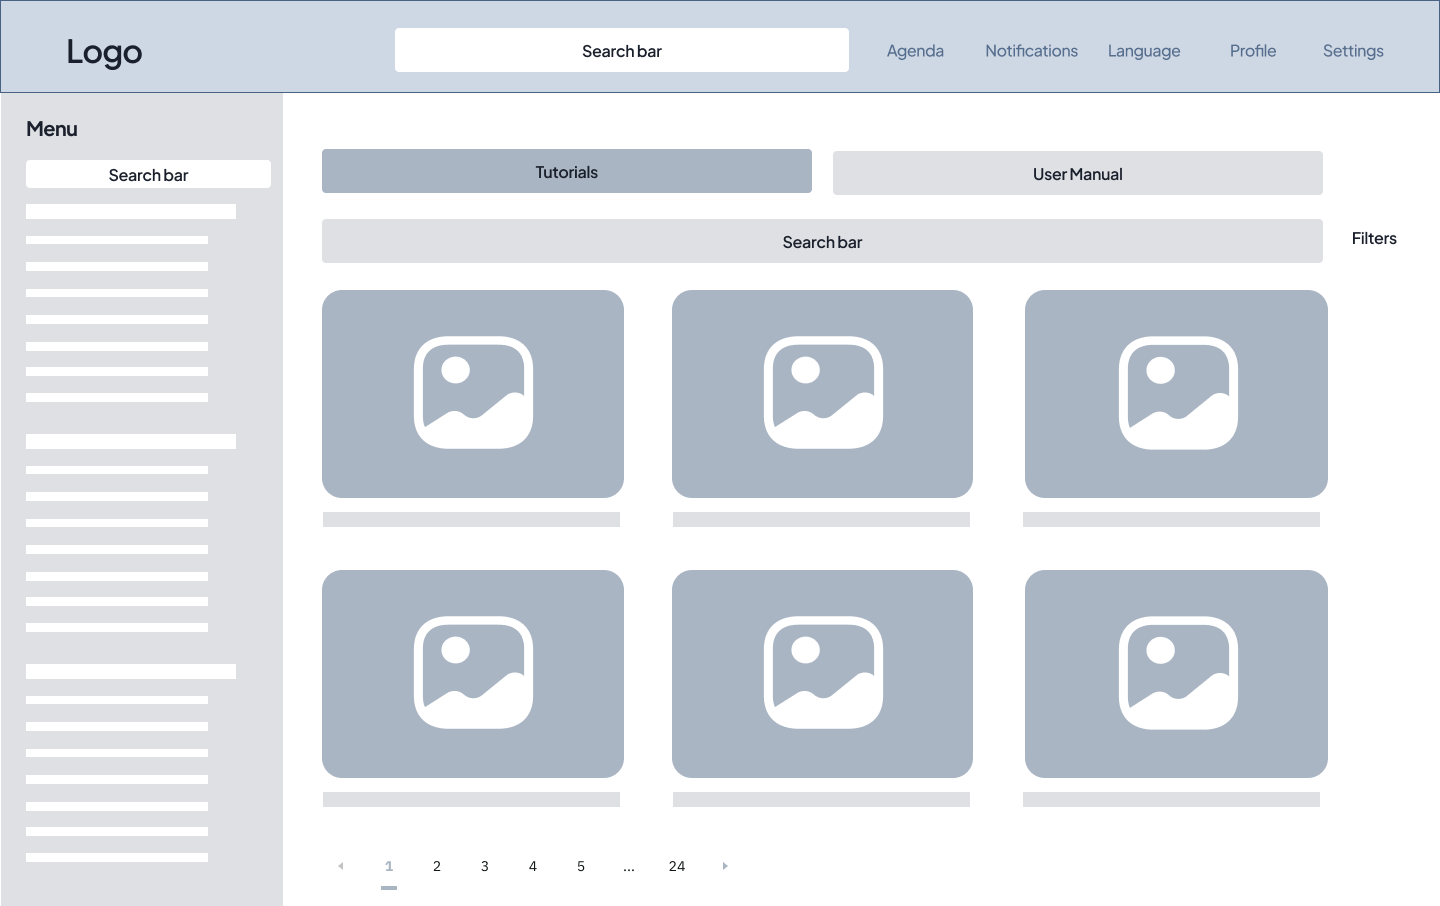 Logo
Search bar
Agenda
Notifications
Language
Profile
Settings
Menu
Search bar
Tutorials
User Manual
Search bar
Filters
1 2 3 4 5 ... 24